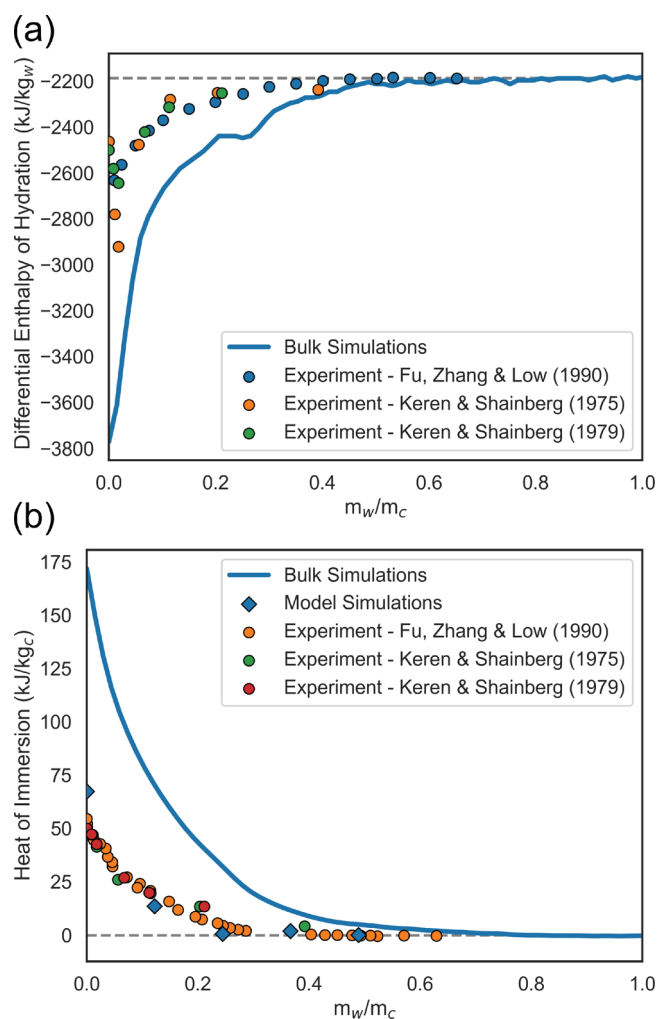 (a)
Differential Enthalpy of Hydration (kJ/kgw)
−2200
−2400
−2600
−2800
−3000
−3200
−3400
−3600
−3800
Bulk Simulations
Experiment - Fu, Zhang & Low (1990)
Experiment - Keren & Shainberg (1975)
Experiment - Keren & Shainberg (1979)
0.0 0.2 0.4 0.6 0.8 1.0
mw/mc
(b)
Heat of Immersion (kJ/kgc)
175
150
125
100
75
50
25
0
Bulk Simulations
Model Simulations
Experiment - Fu, Zhang & Low (1990)
Experiment - Keren & Shainberg (1975)
Experiment - Keren & Shainberg (1979)
0.0 0.2 0.4 0.6 0.8 1.0
mw/mc